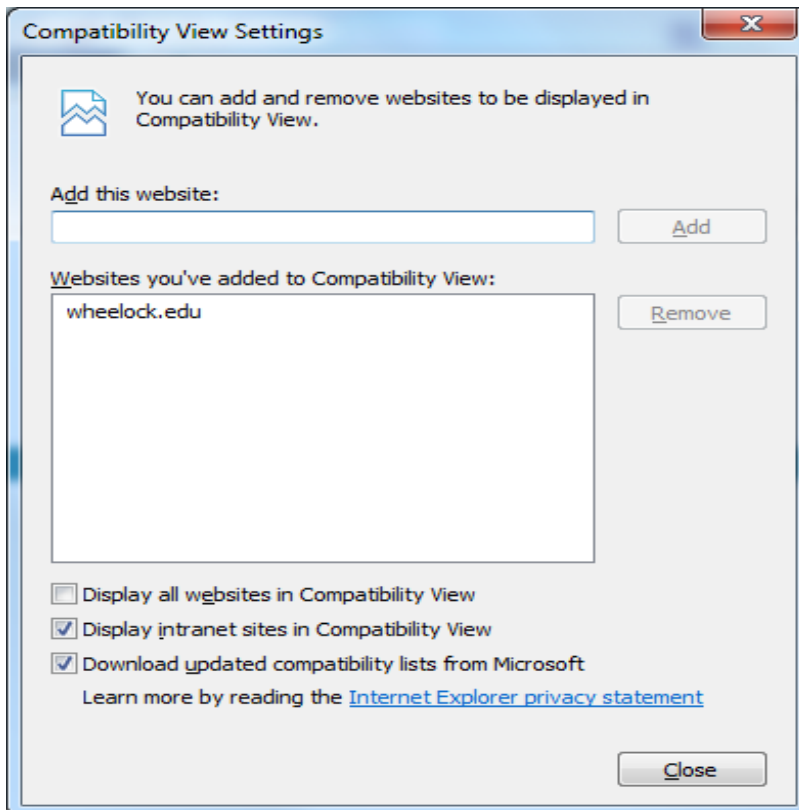 Compatibility View Settings
You can add and remove websites to be displayed in
Compatibility View.
Add this website:
Add
Websites you've added to Compatibility View:
wheelock.edu
Remove
Display all websites in Compatibility View
Display intranet sites in Compatibility View
Download updated compatibility lists from Microsoft
Learn more by reading the Internet Explorer privacy statement
Close